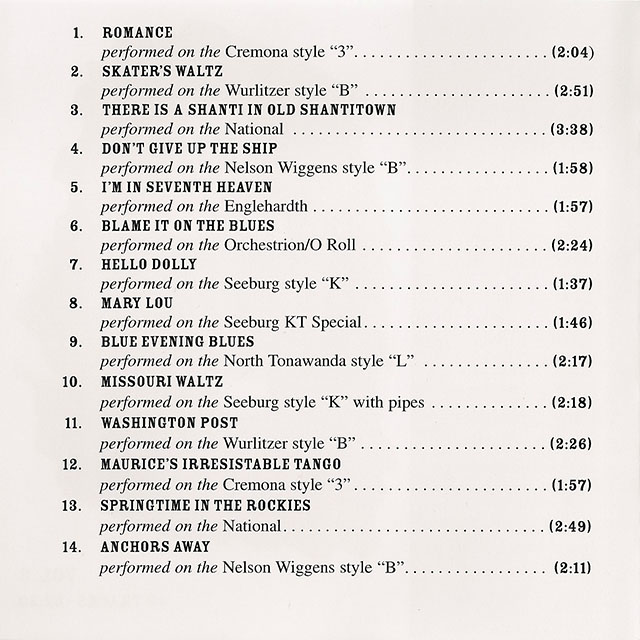 1. ROMANCE
performed on the Cremona style “3”.......................... (2:04)
2. SKATER'S WALTZ
performed on the Wurlitzer style “B” ........................ (2:51)
3. THERE IS A SHANTI IN OLD SHANTITOWN
performed on the National .................................. (3:38)
4. DON'T GIVE UP THE SHIP
performed on the Nelson Wiggens style “B”.................. (1:58)
5. I'M IN SEVENTH HEAVEN
performed on the Englehardt ............................... (1:57)
6. BLAME IT ON THE BLUES
performed on the Orchestrion/O Roll ........................ (2:24)
7. HELLO DOLLY
performed on the Seeburg style “K” ......................... (1:37)
8. MARY LOU
performed on the Seeburg KT Special........................ (1:46)
9. BLUE EVENING BLUES
performed on the North Tonawanda style “L” ................. (2:17)
10. MISSOURI WALTZ
performed on the Seeburg style “K” with pipes ............... (2:18)
11. WASHINGTON POST
performed on the Wurlitzer style “B” ........................ (2:26)
12. MAURICE'S IRRESISTABLE TANGO
performed on the Cremona style “3”.......................... (1:57)
13. SPRINGTIME IN THE ROCKIES
performed on the National................................... (2:49)
14. ANCHORS AWAY
performed on the Nelson Wiggens style “B”.................. (2:11)